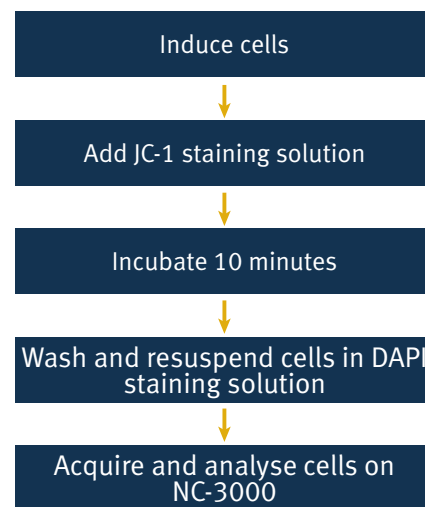 Induce cells
Add JC-1 staining solution
Incubate 10 minutes
Wash and resuspend cells in DAPI
staining solution
Acquire and analyse cells on
NC-3000